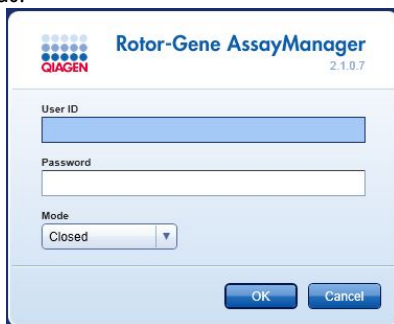 QIAGEN
Rotor-Gene AssayManager
2.1.0.7
User ID
Password
Mode
Closed
OK
Cancel